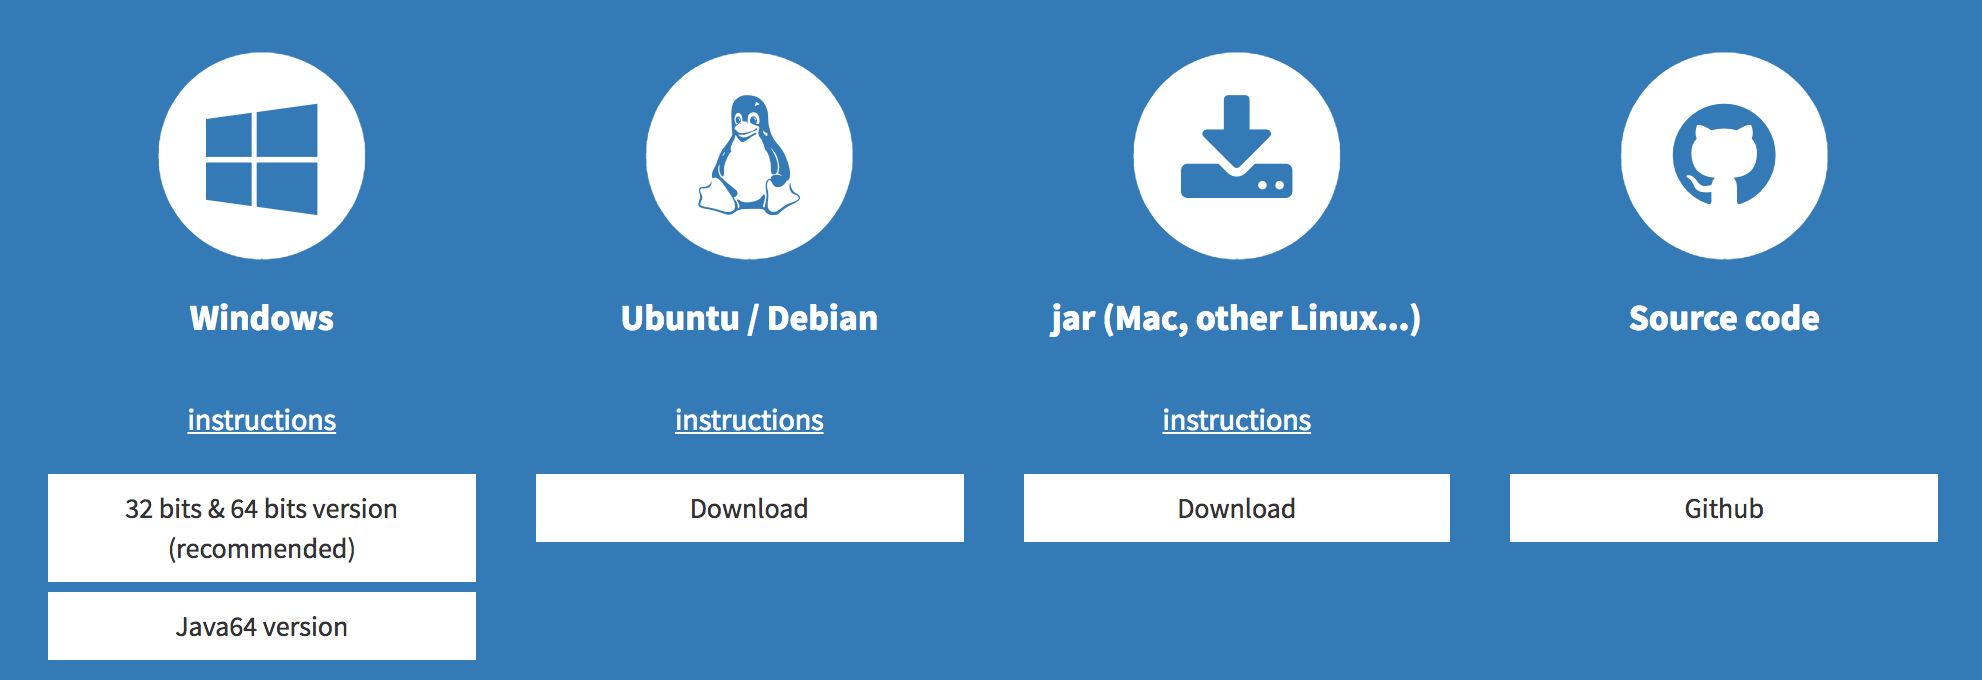 Windows
Ubuntu / Debian
jar (Mac, other Linux...)
Source code
instructions
instructions
instructions
32 bits & 64 bits version
(recommended)
Download
Download
Github
Java64 version